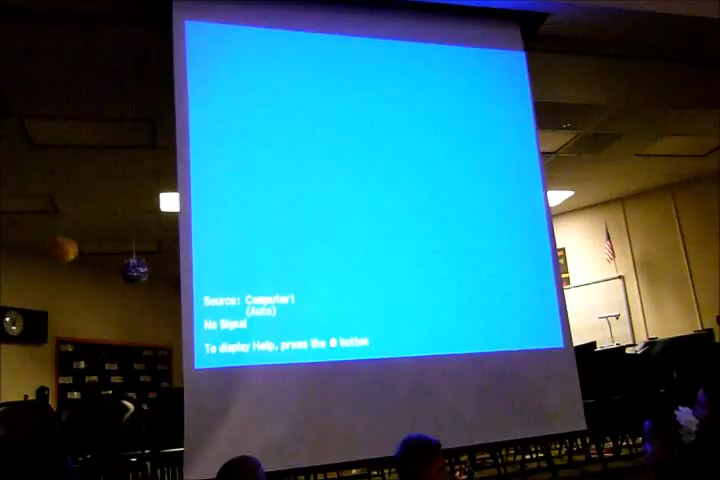 Source: Computer1
(Auto)
No Signal
To display Help, press the button